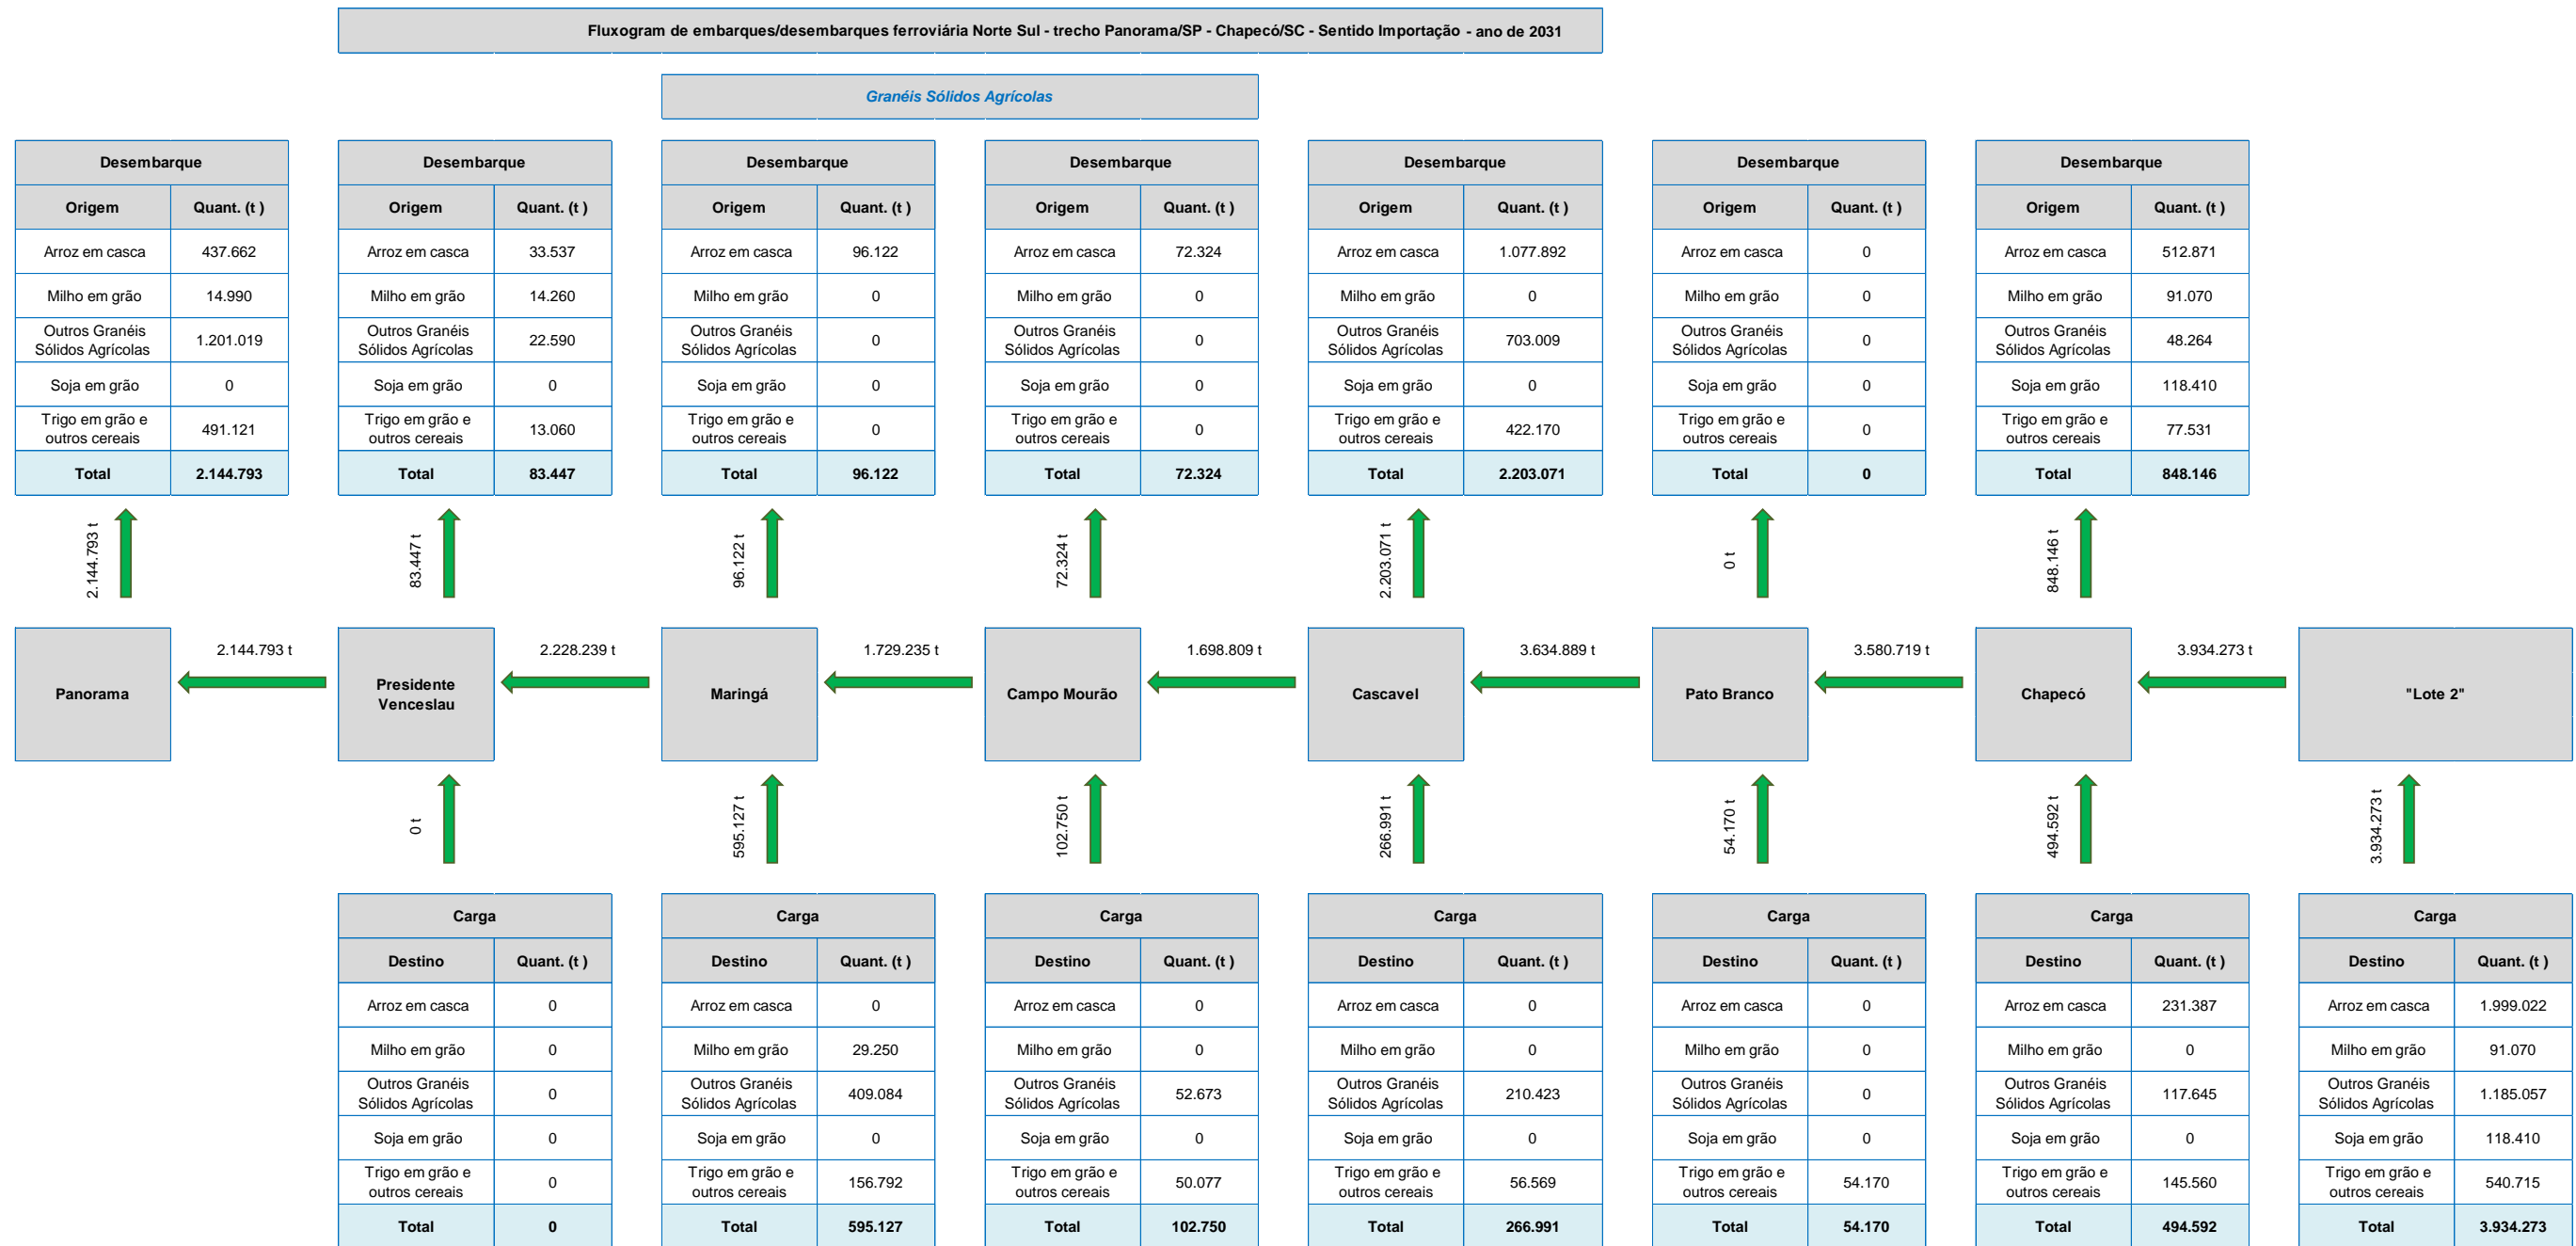 Fluxogram de embarques/desembarques ferroviária Norte Sul - trecho Panorama/SP - Chapecó/SC - Sentido Importação - ano de 2031
Granéis Sólidos Agrícolas
Desembarque
Origem Quant. (t )
Arroz em casca 437.662
Milho em grão 14.990
Outros Granéis
Sólidos Agrícolas 1.201.019
Soja em grão 0
Trigo em grão e
outros cereais 491.121
Total 2.144.793
Desembarque
Origem Quant. (t )
Arroz em casca 33.537
Milho em grão 14.260
Outros Granéis
Sólidos Agrícolas 22.590
Soja em grão 0
Trigo em grão e
outros cereais 13.060
Total 83.447
Desembarque
Origem Quant. (t )
Arroz em casca 96.122
Milho em grão 0
Outros Granéis
Sólidos Agrícolas 0
Soja em grão 0
Trigo em grão e
outros cereais 0
Total 96.122
Desembarque
Origem Quant. (t )
Arroz em casca 72.324
Milho em grão 0
Outros Granéis
Sólidos Agrícolas 0
Soja em grão 0
Trigo em grão e
outros cereais 0
Total 72.324
Desembarque
Origem Quant. (t )
Arroz em casca 1.077.892
Milho em grão 0
Outros Granéis
Sólidos Agrícolas 703.009
Soja em grão 0
Trigo em grão e
outros cereais 422.170
Total 2.203.071
Desembarque
Origem Quant. (t )
Arroz em casca 0
Milho em grão 0
Outros Granéis
Sólidos Agrícolas 0
Soja em grão 0
Trigo em grão e
outros cereais 0
Total 0
Desembarque
Origem Quant. (t )
Arroz em casca 512.871
Milho em grão 91.070
Outros Granéis
Sólidos Agrícolas 48.264
Soja em grão 118.410
Trigo em grão e
outros cereais 77.531
Total 848.146
2.144.793 t
83.447 t
96.122 t
72.324 t
2.203.071 t
0 t
848.146 t
Panorama
2.144.793 t
Presidente
Venceslau
2.228.239 t
Maringá
1.729.235 t
Campo Mourão
1.698.809 t
Cascavel
3.634.889 t
Pato Branco
3.580.719 t
Chapecó
3.934.273 t
"Lote 2"
0 t
595.127 t
102.750 t
266.991 t
54.170 t
494.592 t
3.934.273 t
Carga
Destino Quant. (t )
Arroz em casca 0
Milho em grão 0
Outros Granéis
Sólidos Agrícolas 0
Soja em grão 0
Trigo em grão e
outros cereais 0
Total 0
Carga
Destino Quant. (t )
Arroz em casca 0
Milho em grão 29.250
Outros Granéis
Sólidos Agrícolas 409.084
Soja em grão 0
Trigo em grão e
outros cereais 156.792
Total 595.127
Carga
Destino Quant. (t )
Arroz em casca 0
Milho em grão 0
Outros Granéis
Sólidos Agrícolas 52.673
Soja em grão 0
Trigo em grão e
outros cereais 50.077
Total 102.750
Carga
Destino Quant. (t )
Arroz em casca 0
Milho em grão 0
Outros Granéis
Sólidos Agrícolas 210.423
Soja em grão 0
Trigo em grão e
outros cereais 56.569
Total 266.991
Carga
Destino Quant. (t )
Arroz em casca 0
Milho em grão 0
Outros Granéis
Sólidos Agrícolas 0
Soja em grão 0
Trigo em grão e
outros cereais 54.170
Total 54.170
Carga
Destino Quant. (t )
Arroz em casca 231.387
Milho em grão 0
Outros Granéis
Sólidos Agrícolas 117.645
Soja em grão 0
Trigo em grão e
outros cereais 145.560
Total 494.592
Carga
Destino Quant. (t )
Arroz em casca 1.999.022
Milho em grão 91.070
Outros Granéis
Sólidos Agrícolas 1.185.057
Soja em grão 118.410
Trigo em grão e
outros cereais 540.715
Total 3.934.273